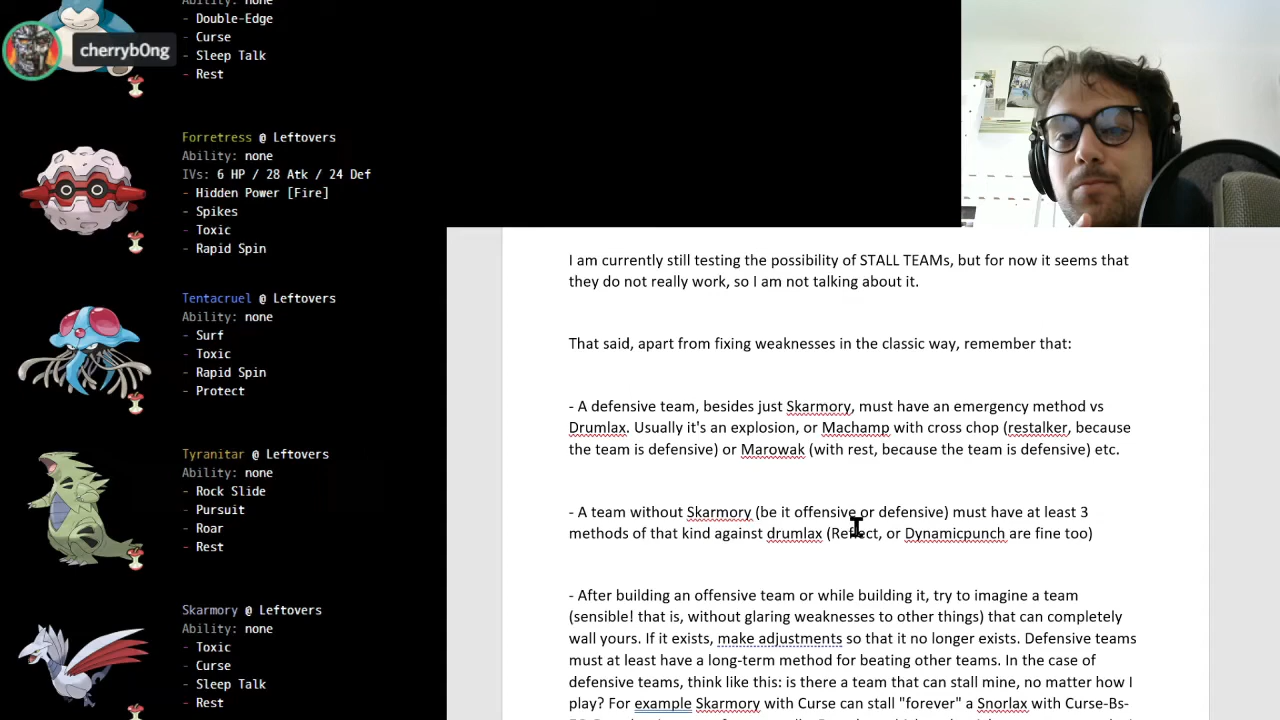 Ability: none
- Double-Edge
- Curse
- Sleep Talk
- Rest
cherryb0ng
Forretress @ Leftovers
Ability: none
IVs: 6 HP / 28 Atk / 24 Def
- Hidden Power [Fire]
- Spikes
- Toxic
- Rapid Spin
Tentacruel @ Leftovers
Ability: none
- Surf
- Toxic
- Rapid Spin
- Protect
Tyranitar @ Leftovers
Ability: none
- Rock Slide
- Pursuit
- Roar
- Rest
Skarmory @ Leftovers
Ability: none
- Toxic
- Curse
- Sleep Talk
- Rest
I am currently still testing the possibility of STALL TEAMs, but for now it seems that
they do not really work, so I am not talking about it.
That said, apart from fixing weaknesses in the classic way, remember that:
- A defensive team, besides just Skarmory, must have an emergency method vs
Drumlax. Usually it's an explosion, or Machamp with cross chop (restalker, because
the team is defensive) or Marowak (with rest, because the team is defensive) etc.
- A team without Skarmory (be it offensive or defensive) must have at least 3
methods of that kind against drumlax (Reflect, or Dynamicpunch are fine too)
- After building an offensive team or while building it, try to imagine a team
(sensible! that is, without glaring weaknesses to other things) that can completely
wall yours. If it exists, make adjustments so that it no longer exists. Defensive teams
must at least have a long-term method for beating other teams. In the case of
defensive teams, think like this: is there a team that can stall mine, no matter how I
play? For example Skarmory with Curse can stall "forever" a Snorlax with Curse-Bs-